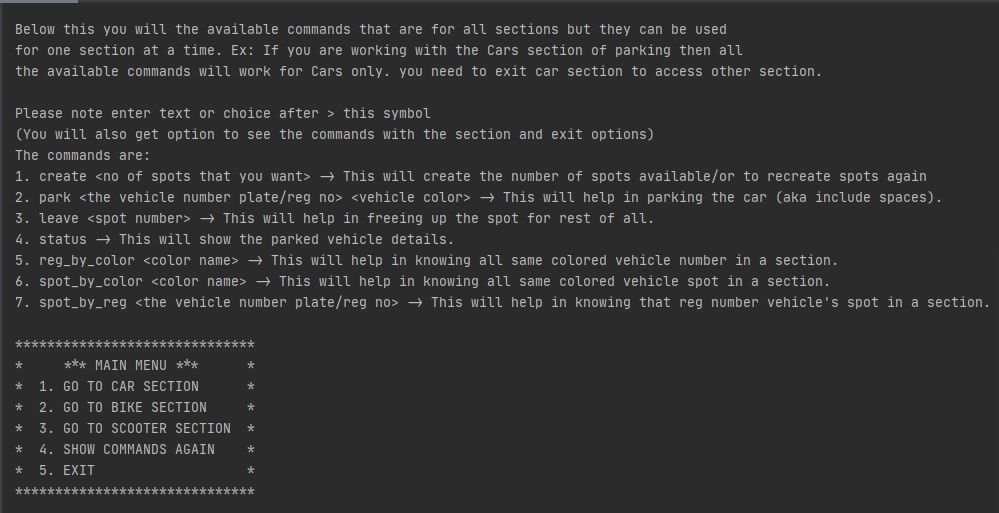 Below this you will the available commands that are for all sections but they can be used
for one section at a time. Ex: If you are working with the Cars section of parking then all
the available commands will work for Cars only. you need to exit car section to access other section.

Please note enter text or choice after > this symbol
(You will also get option to see the commands with the section and exit options)
The commands are:
1. create <no of spots that you want> -> This will create the number of spots available/or to recreate spots again
2. park <the vehicle number plate/reg no> <vehicle color> -> This will help in parking the car (aka include spaces).
3. leave <spot number> -> This will help in freeing up the spot for rest of all.
4. status -> This will show the parked vehicle details.
5. reg_by_color <color name> -> This will help in knowing all same colored vehicle number in a section.
6. spot_by_color <color name> -> This will help in knowing all same colored vehicle spot in a section.
7. spot_by_reg <the vehicle number plate/reg no> -> This will help in knowing that reg number vehicle's spot in a section.

******************************
*     *** MAIN MENU ***      *
*  1. GO TO CAR SECTION      *
*  2. GO TO BIKE SECTION     *
*  3. GO TO SCOOTER SECTION  *
*  4. SHOW COMMANDS AGAIN    *
*  5. EXIT                   *
******************************